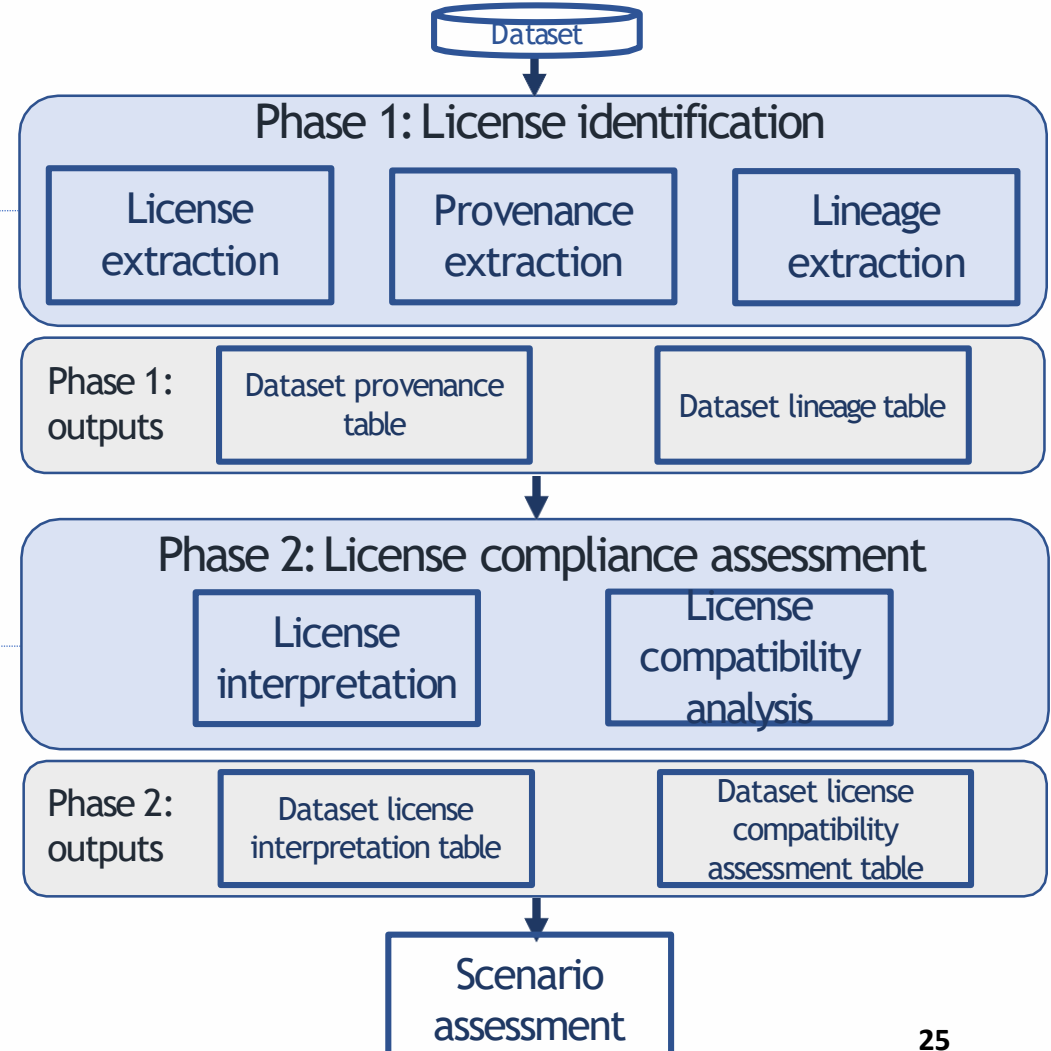 Dataset
Phase 1: License identification
License
extraction
Provenance
extraction
Lineage
extraction
Phase 1:
outputs
Dataset provenance
table
Dataset lineage table
Phase 2: License compliance assessment
License
interpretation
License
compatibility
analysis
Phase 2:
outputs
Dataset license
interpretation table
Dataset license
compatibility
assessment table
Scenario
assessment
25